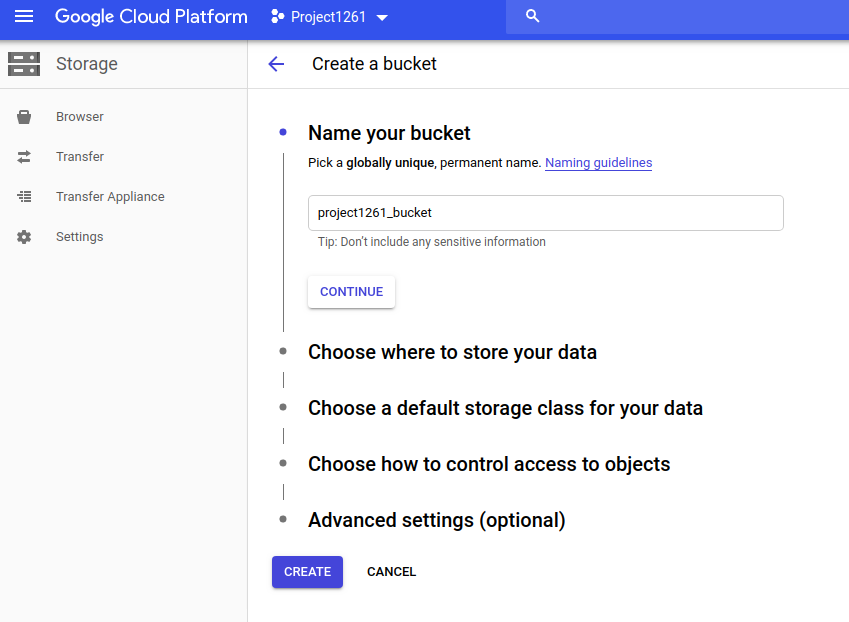 Google Cloud Platform
Project1261
Storage
Create a bucket
Browser
Transfer
Transfer Appliance
Settings
Name your bucket
Pick a globally unique, permanent name. Naming guidelines
project1261_bucket
Tip: Don’t include any sensitive information
CONTINUE
Choose where to store your data
Choose a default storage class for your data
Choose how to control access to objects
Advanced settings (optional)
CREATE
CANCEL